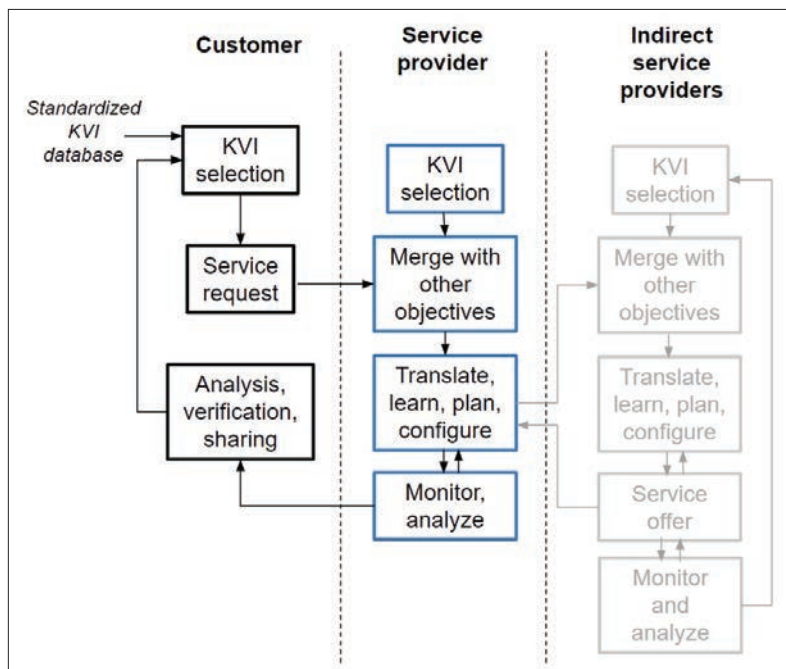 Customer
Service
provider
Indirect
service
providers
Standardized
KVI
database
KVI
selection
Service
request
Analysis,
verification,
sharing
KVI
selection
Merge with
other
objectives
Translate,
learn, plan,
configure
Monitor,
analyze
KVI
selection
Merge with
other
objectives
Translate,
learn, plan,
configure
Service
offer
Monitor
and
analyze